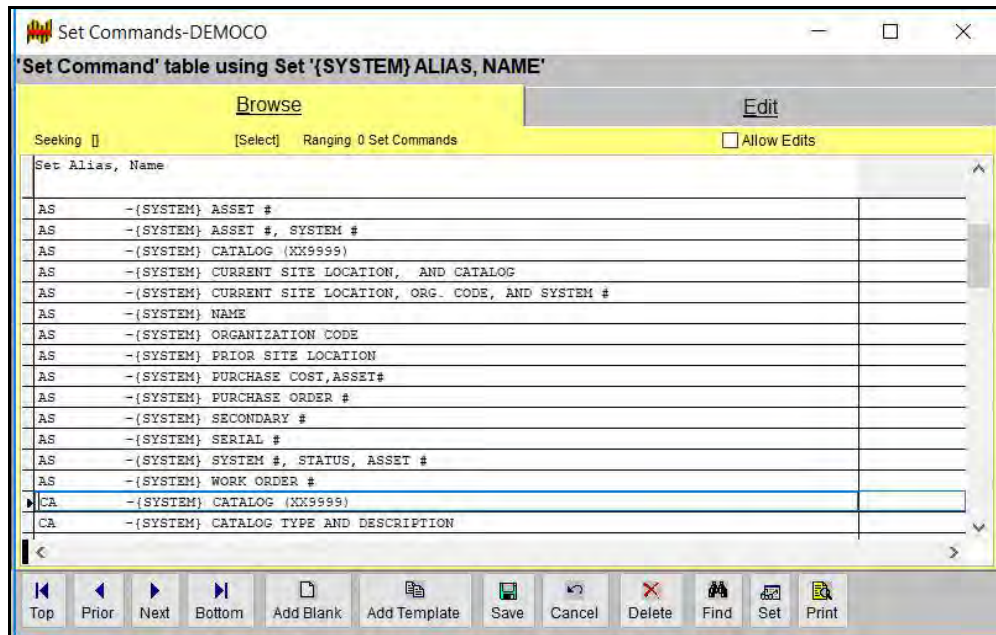 Set Commands-DEMOCO
'Set Command' table using Set '{SYSTEM} ALIAS, NAME'
Browse Edit
Seeking [] [Select] Ranging 0 Set Commands Allow Edits
Set Alias, Name
AS -{SYSTEM} ASSET #
AS -{SYSTEM} ASSET #, SYSTEM #
AS -{SYSTEM} CATALOG (XX9999)
AS -{SYSTEM} CURRENT SITE LOCATION, AND CATALOG
AS -{SYSTEM} CURRENT SITE LOCATION, ORG. CODE, AND SYSTEM #
AS -{SYSTEM} NAME
AS -{SYSTEM} ORGANIZATION CODE
AS -{SYSTEM} PRIOR SITE LOCATION
AS -{SYSTEM} PURCHASE COST,ASSET#
AS -{SYSTEM} PURCHASE ORDER #
AS -{SYSTEM} SECONDARY #
AS -{SYSTEM} SERIAL #
AS -{SYSTEM} SYSTEM #, STATUS, ASSET #
AS -{SYSTEM} WORK ORDER #
CA -{SYSTEM} CATALOG (XX9999)
CA -{SYSTEM} CATALOG TYPE AND DESCRIPTION
Top Prior Next Bottom Add Blank Add Template Save Cancel Delete Find Set Print